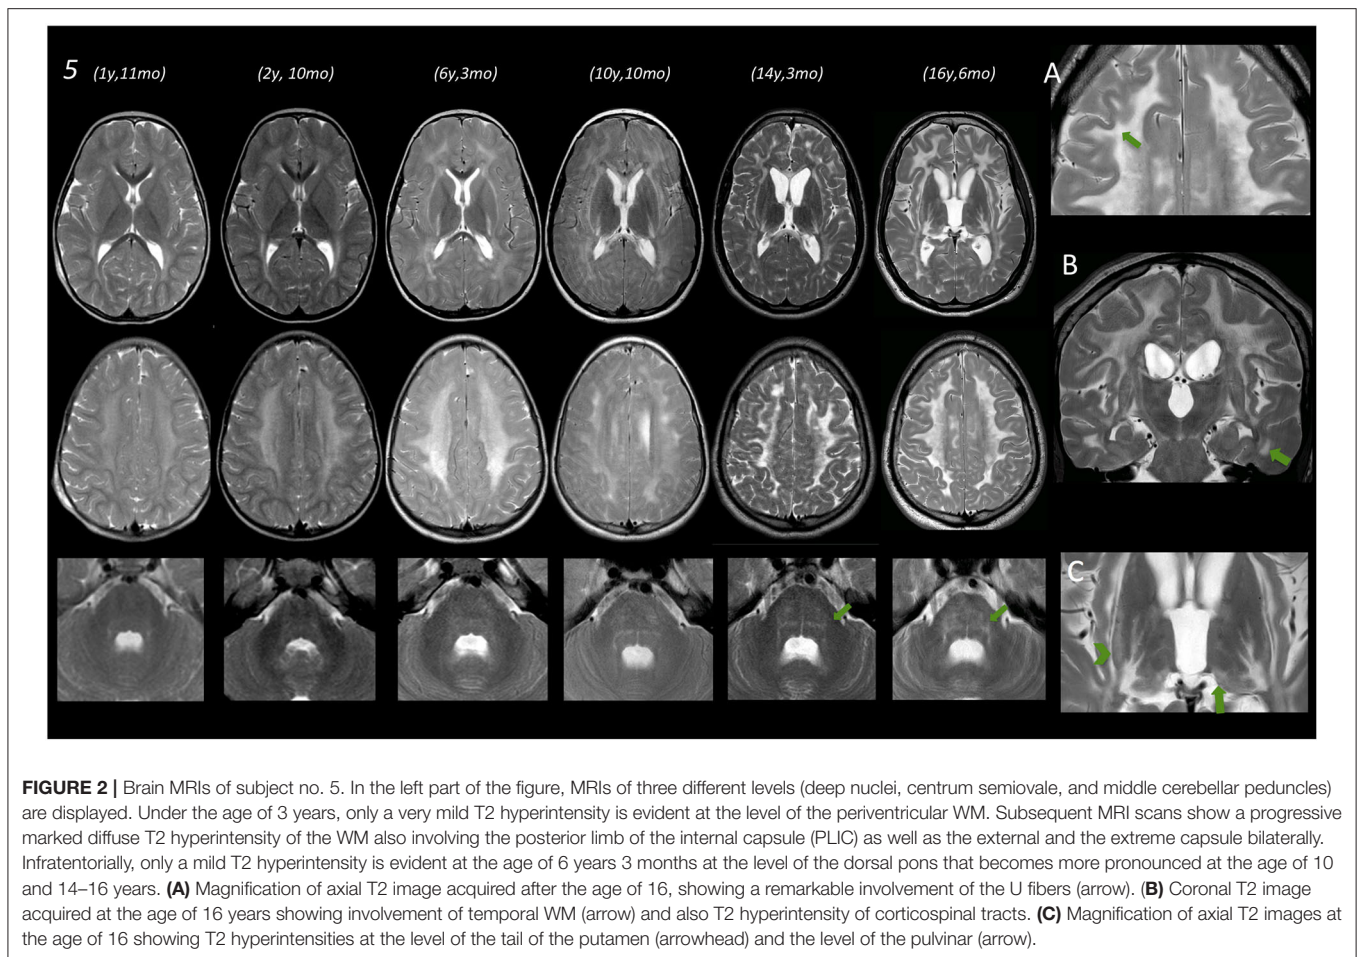 5 (1y,11mo) (2y, 10mo) (6y,3mo) (10y,10mo) (14y,3mo) (16y,6mo)
A
B
C
FIGURE 2 | Brain MRIs of subject no. 5. In the left part of the figure, MRIs of three different levels (deep nuclei, centrum semiovale, and middle cerebellar peduncles)
are displayed. Under the age of 3 years, only a very mild T2 hyperintensity is evident at the level of the periventricular WM. Subsequent MRI scans show a progressive
marked diffuse T2 hyperintensity of the WM also involving the posterior limb of the internal capsule (PLIC) as well as the external and the extreme capsule bilaterally.
Infratentorially, only a mild T2 hyperintensity is evident at the age of 6 years 3 months at the level of the dorsal pons that becomes more pronounced at the age of 10
and 14–16 years. (A) Magnification of axial T2 image acquired after the age of 16, showing a remarkable involvement of the U fibers (arrow). (B) Coronal T2 image
acquired at the age of 16 years showing involvement of temporal WM (arrow) and also T2 hyperintensity of corticospinal tracts. (C) Magnification of axial T2 images at
the age of 16 showing T2 hyperintensities at the level of the tail of the putamen (arrowhead) and the level of the pulvinar (arrow).